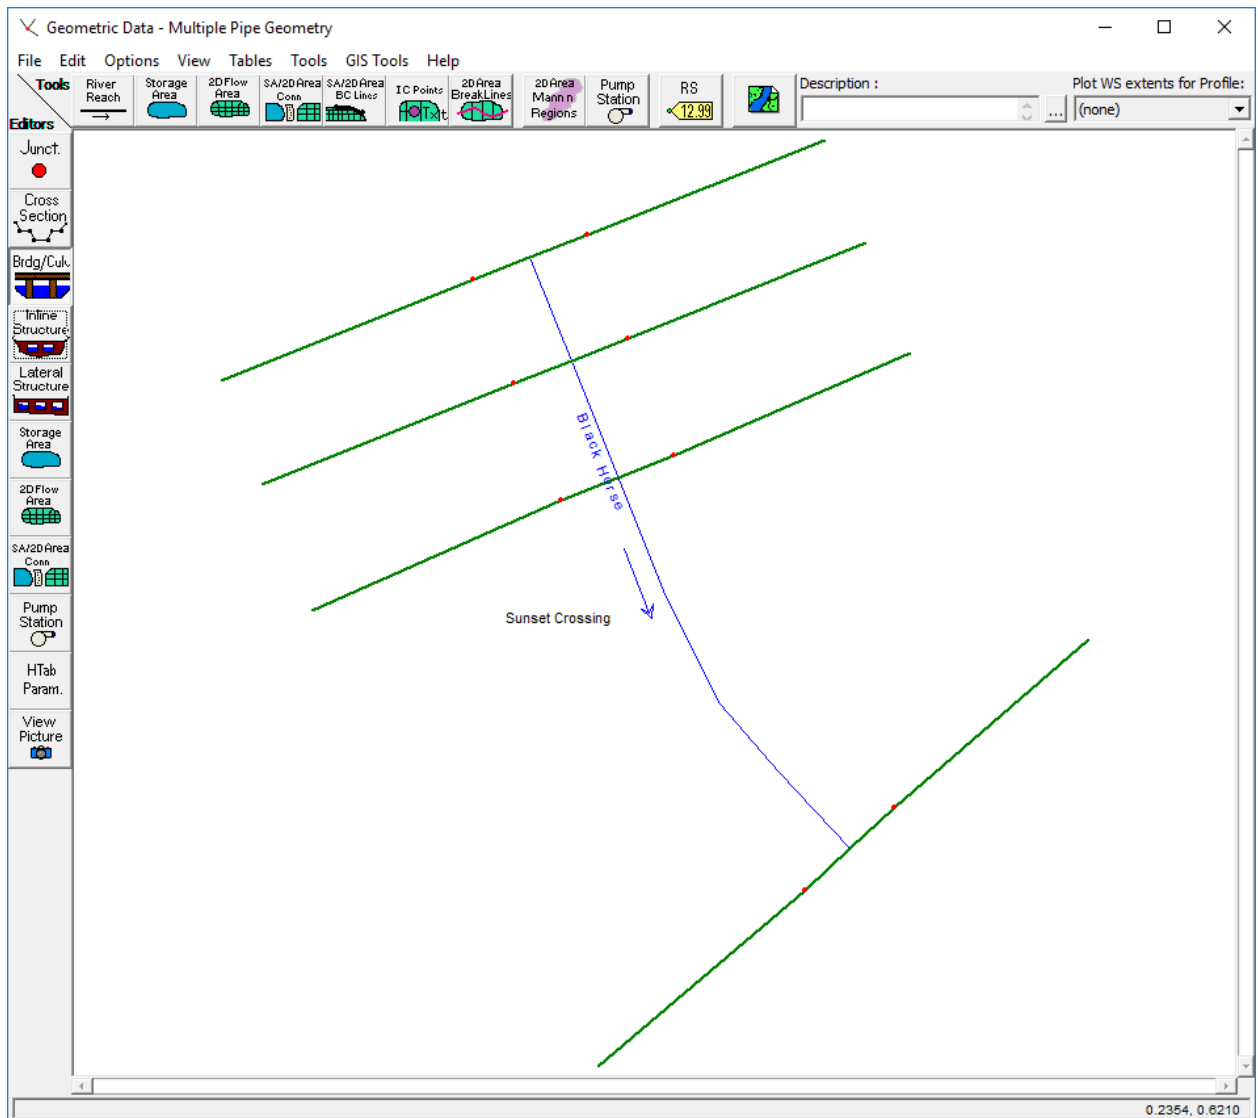 Geometric Data - Multiple Pipe Geometry
File Edit Options View Tables Tools GIS Tools Help
Tools
Editors
River
Reach
Storage
Area
2D Flow
Area
SA/2D Area
Conn
SA/2D Area
BC Lines
IC Points
2D Area
BreakLines
2D Area
Mann n
Regions
Pump
Station
RS
12.99
Description :
...
Plot WS extents for Profile:
(none)
Junct.
Cross
Section
Brdg/Culv
Inline
Structure
Lateral
Structure
Storage
Area
2D Flow
Area
SA/2D Area
Conn
Pump
Station
HTab
Param.
View
Picture
Black Horse
Sunset Crossing
0.2354, 0.6210